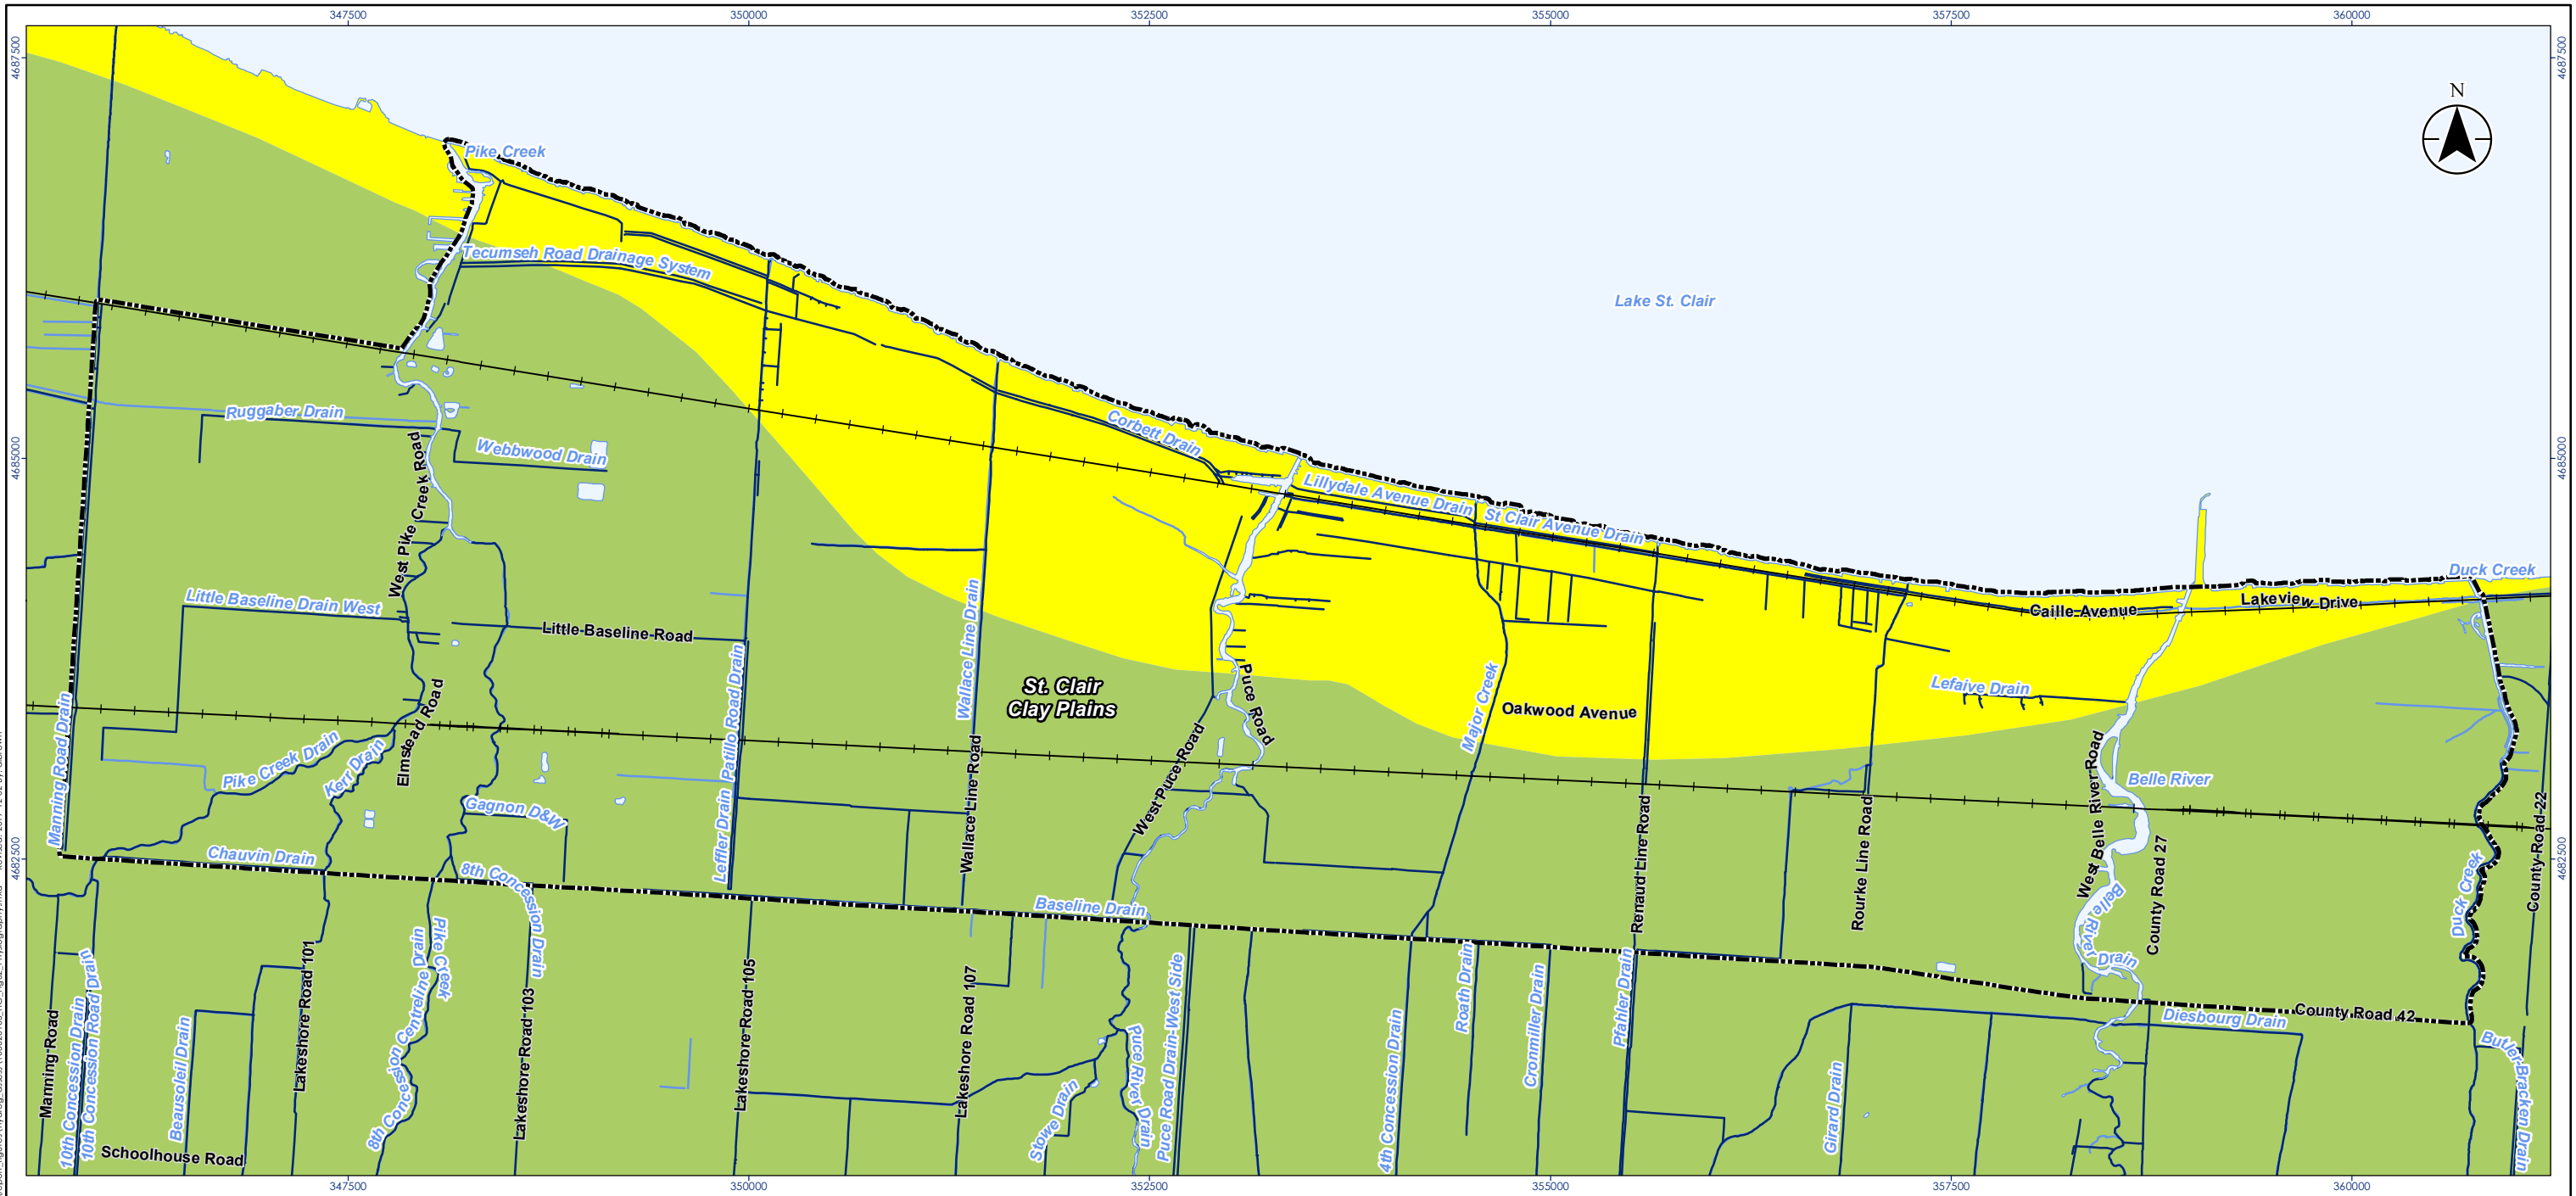 347500
350000
352500
355000
357500
360000
4687500
4687500
N
Pike Creek
Tecumseh Road Drainage System
Lake St. Clair
Ruggaber Drain
Webbwood Drain
Corbett Drain
4685000
4685000
West Pike Creek Road
Lillydale Avenue Drain
St Clair Avenue Drain
Duck Creek
Little Baseline Drain West
Little Baseline Road
Caille Avenue
Lakeview Drive
Wallace Line Drain
St. Clair
Clay Plains
Puce Road
Major Creek
Oakwood Avenue
Lefaive Drain
Manning Road Drain
Pike Creek Drain
Kerr Drain
Elmstead Road
Leffler Drain Patillo Road Drain
West Puce Road
Belle River
West Belle River Road
Gagnon D&W
Wallace Line Road
Renaud Line Road
Rourke Line Road
County Road 27
County Road 22
4682500
4682500
Chauvin Drain
8th Concession Drain
Baseline Drain
Belle River Drain
Duck Creek
Manning Road
10th Concession Drain
10th Concession Road Drain
Beausoleil Drain
Lakeshore Road 101
8th Concession Centreline Drain
Pike Creek
Lakeshore Road 103
Lakeshore Road 105
Lakeshore Road 107
Stowe Drain
Puce River Drain
Puce Road Drain-West Side
4th Concession Drain
Roath Drain
Cronmiller Drain
Pfahler Drain
Girard Drain
County Road 42
Diesbourg Drain
Butler-Bracken Drain
Schoolhouse Road
347500
350000
352500
355000
357500
360000